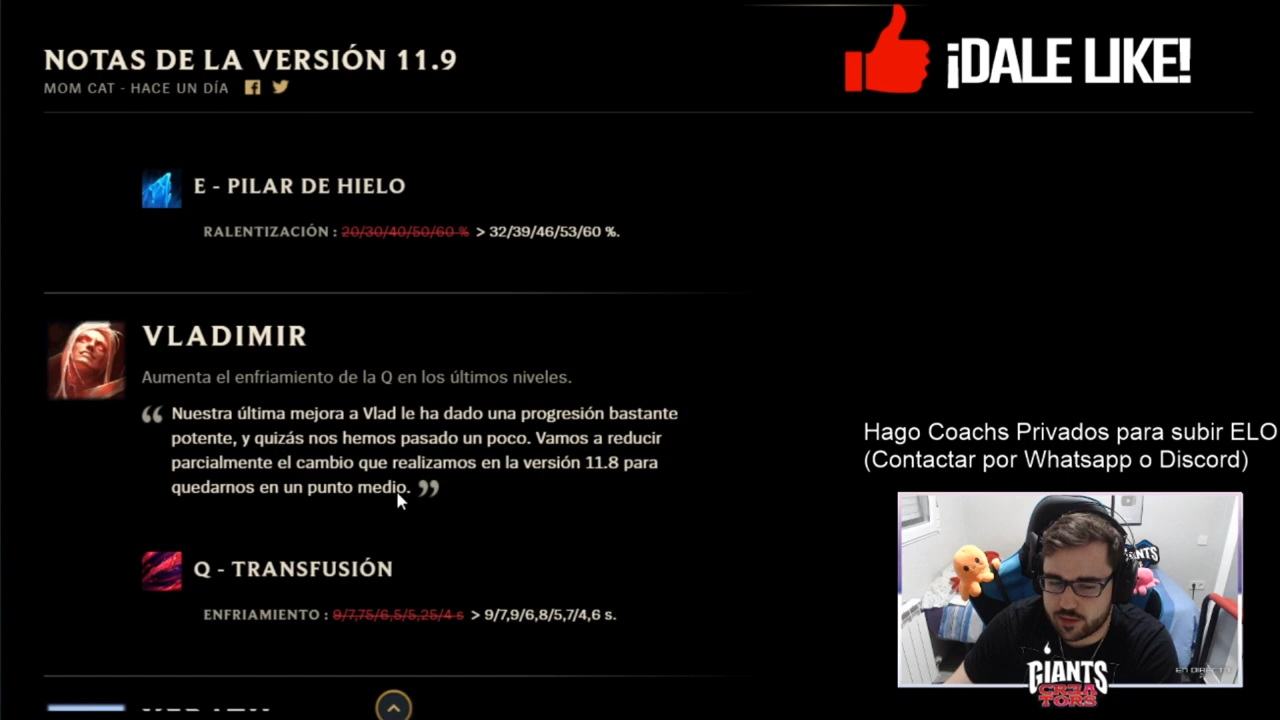 NOTAS DE LA VERSIÓN 11.9
MOM CAT - HACE UN DÍA
¡DALE LIKE!
E - PILAR DE HIELO
RALENTIZACIÓN : 20/30/40/50/60 % > 32/39/46/53/60 %.
VLADIMIR
Aumenta el enfriamiento de la Q en los últimos niveles.
“ Nuestra última mejora a Vlad le ha dado una progresión bastante
potente, y quizás nos hemos pasado un poco. Vamos a reducir
parcialmente el cambio que realizamos en la versión 11.8 para
quedarnos en un punto medio. ”
Q - TRANSFUSIÓN
ENFRIAMIENTO : 9/7,75/6,5/5,25/4 s > 9/7,9/6,8/5,7/4,6 s.
Hago Coachs Privados para subir ELO
(Contactar por Whatsapp o Discord)
EN DIRECTO
GIANTS
CREA
TORS